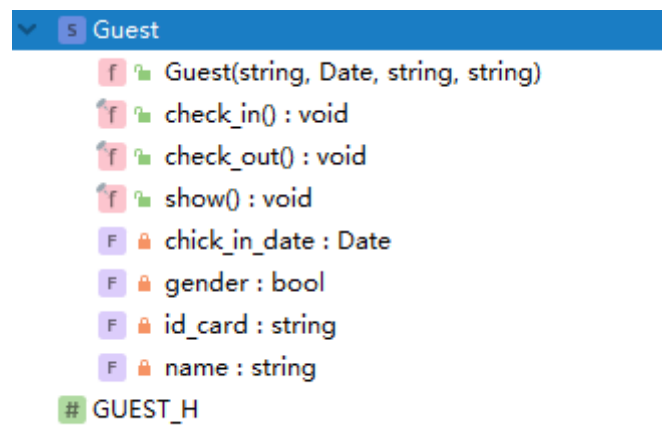 S Guest
f Guest(string, Date, string, string)
f check_in() : void
f check_out() : void
f show() : void
F chick_in_date : Date
F gender : bool
F id_card : string
F name : string
# GUEST_H